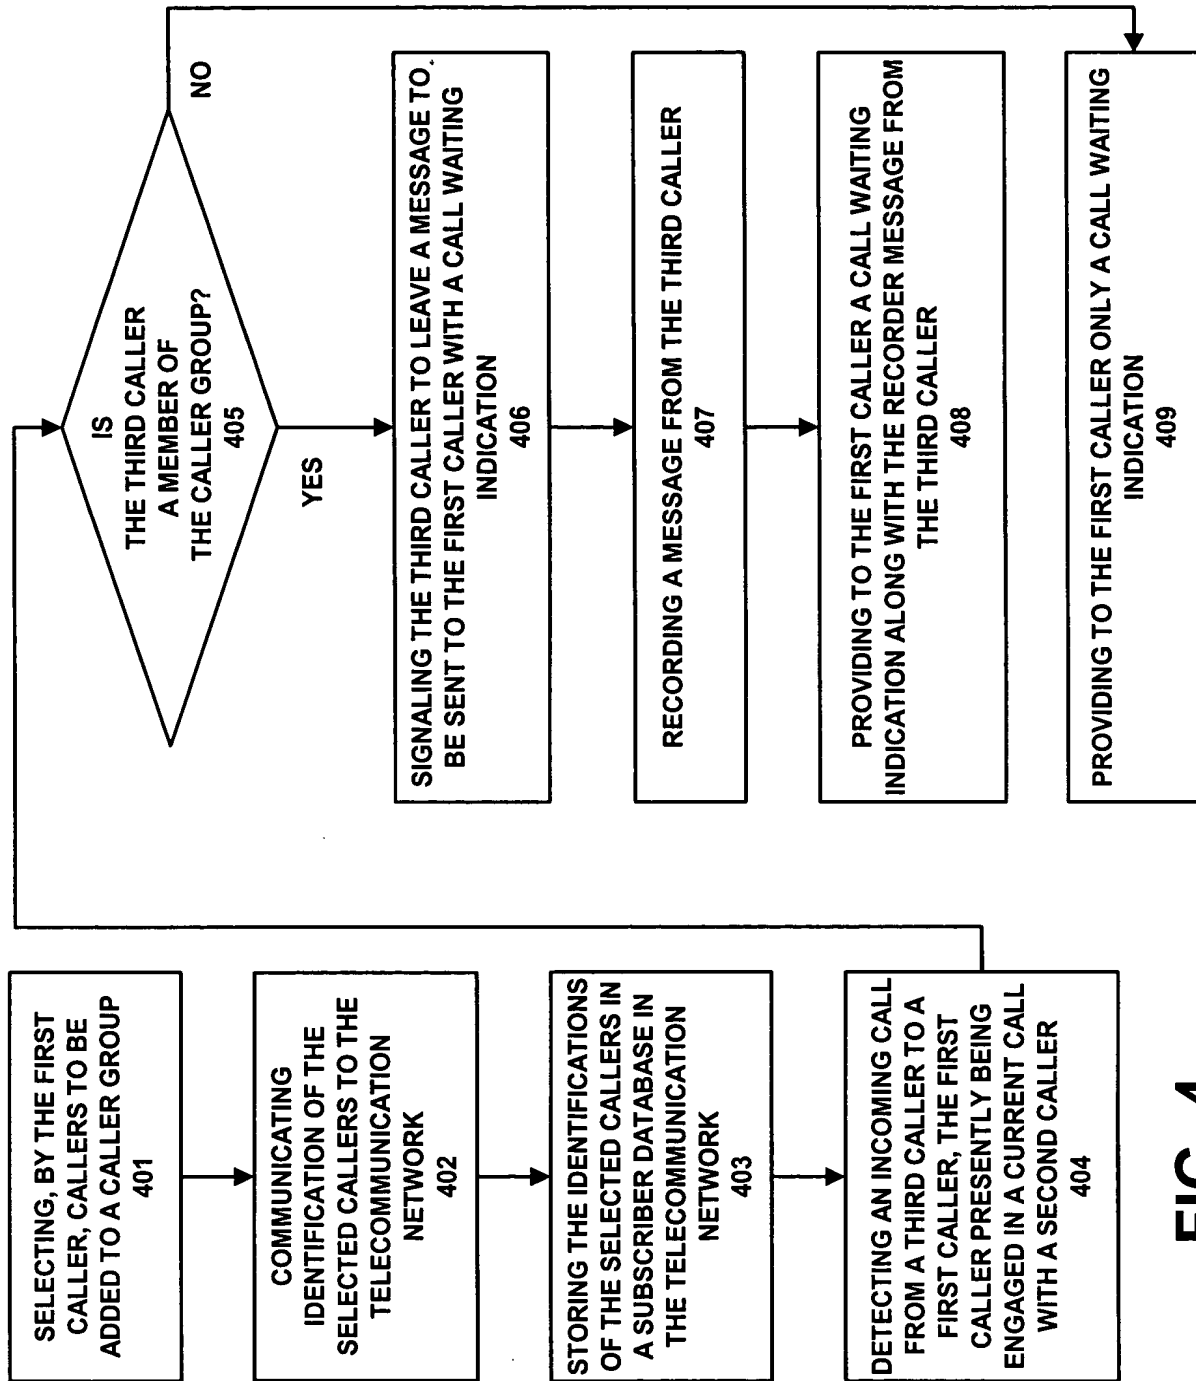 SELECTING, BY THE FIRST
CALLER, CALLERS TO BE
ADDED TO A CALLER GROUP
401
COMMUNICATING
IDENTIFICATION OF THE
SELECTED CALLERS TO THE
TELECOMMUNICATION
NETWORK
402
STORING THE IDENTIFICATIONS
OF THE SELECTED CALLERS IN
A SUBSCRIBER DATABASE IN
THE TELECOMMUNICATION
NETWORK
403
DETECTING AN INCOMING CALL
FROM A THIRD CALLER TO A
FIRST CALLER, THE FIRST
CALLER PRESENTLY BEING
ENGAGED IN A CURRENT CALL
WITH A SECOND CALLER
404
IS
THE THIRD CALLER
A MEMBER OF
THE CALLER GROUP?
405
NO
YES
SIGNALING THE THIRD CALLER TO LEAVE A MESSAGE TO
BE SENT TO THE FIRST CALLER WITH A CALL WAITING
INDICATION
406
RECORDING A MESSAGE FROM THE THIRD CALLER
407
PROVIDING TO THE FIRST CALLER A CALL WAITING
INDICATION ALONG WITH THE RECORDER MESSAGE FROM
THE THIRD CALLER
408
PROVIDING TO THE FIRST CALLER ONLY A CALL WAITING
INDICATION
409
FIG. 4